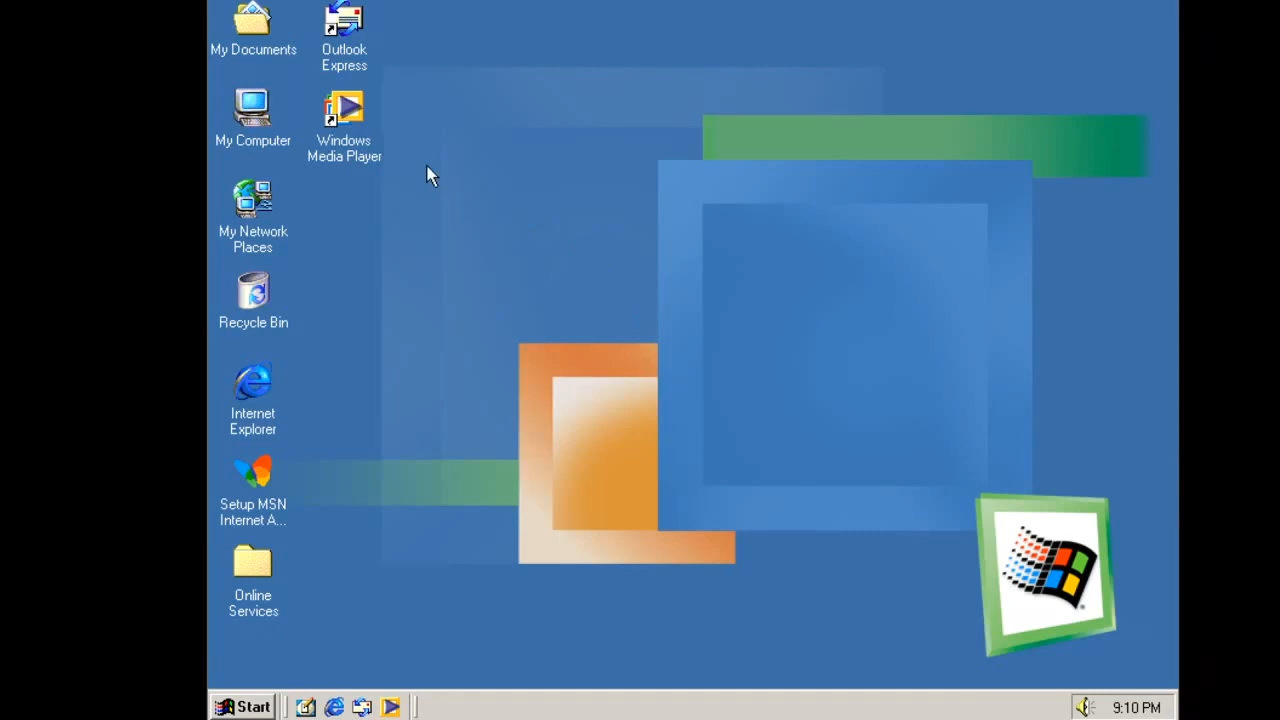 My Documents
Outlook
Express
My Computer
Windows
Media Player
My Network
Places
Recycle Bin
Internet
Explorer
Setup MSN
Internet A...
Online
Services
Start
9:10 PM